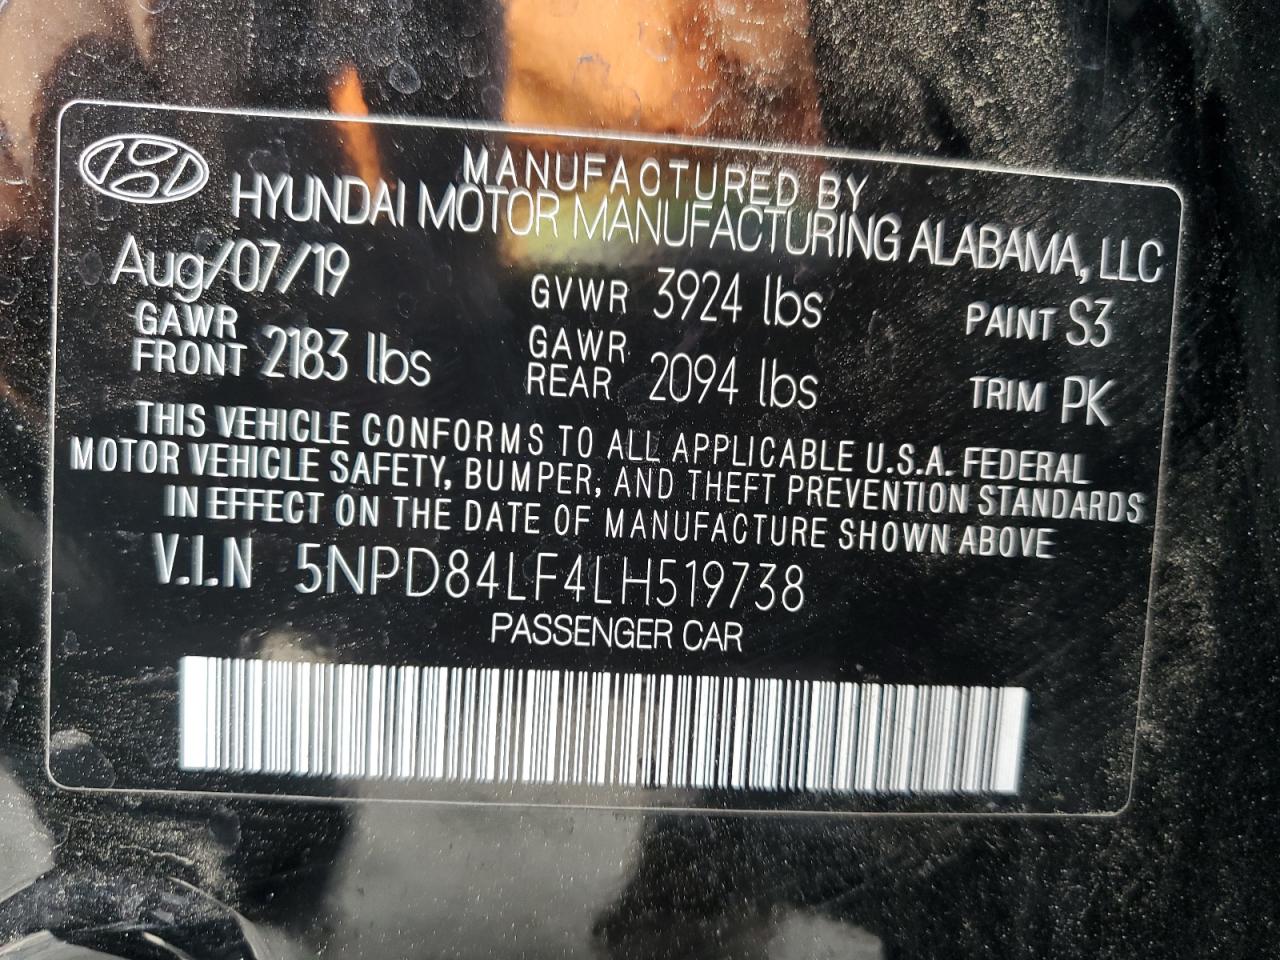 MANUFACTURED BY
HYUNDAI MOTOR MANUFACTURING ALABAMA, LLC
Aug/07/19 GVWR 3924 lbs PAINT S3
GAWR FRONT 2183 lbs GAWR REAR 2094 lbs TRIM PK
THIS VEHICLE CONFORMS TO ALL APPLICABLE U.S.A. FEDERAL
MOTOR VEHICLE SAFETY, BUMPER, AND THEFT PREVENTION STANDARDS
IN EFFECT ON THE DATE OF MANUFACTURE SHOWN ABOVE
V.I.N 5NPD84LF4LH519738
PASSENGER CAR